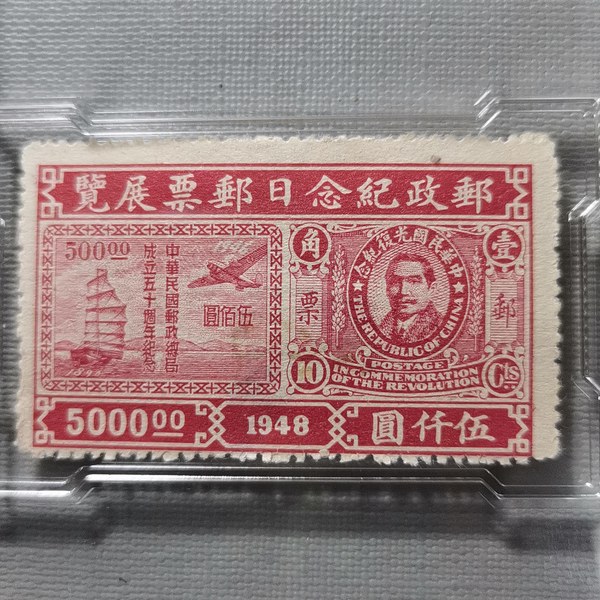 郵政紀念日郵票展覽
500.00
中華民國郵政總局
成立五十週年紀念
伍佰圓
壹角
中華民國光復紀念
THE REPUBLIC OF CHINA
郵票
POSTAGE
IN COMMEMORATION
OF THE REVOLUTION
10 Cts.
5000.00
1948
伍仟圓